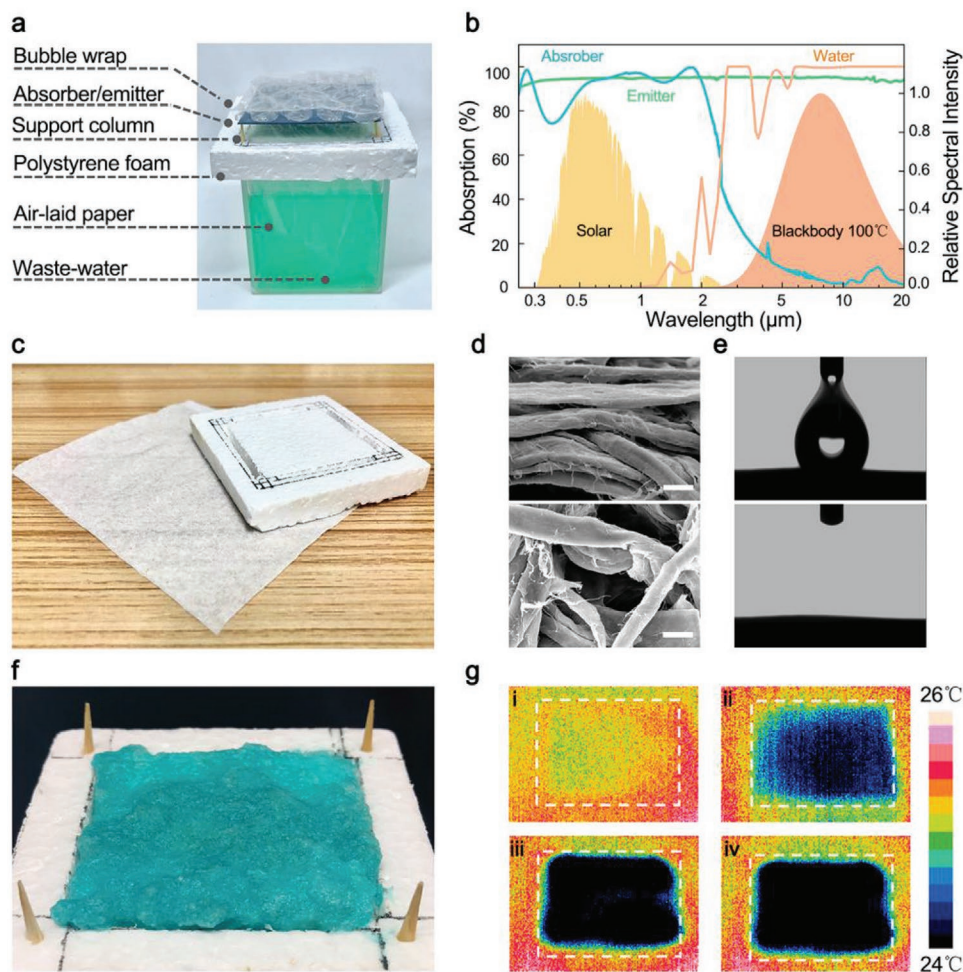 a
Bubble wrap
Absorber/emitter
Support column
Polystyrene foam
Air-laid paper
Waste-water
b
Absrober
Water
Emitter
Solar
Blackbody 100℃
100
80
60
40
20
0
Abosrption (%)
1.0
0.8
0.6
0.4
0.2
0.0
Relative Spectral Intensity
0.3 0.5 1 2 5 10 20
Wavelength (μm)
c
d
e
f
g
i
ii
iii
iv
26℃
24℃